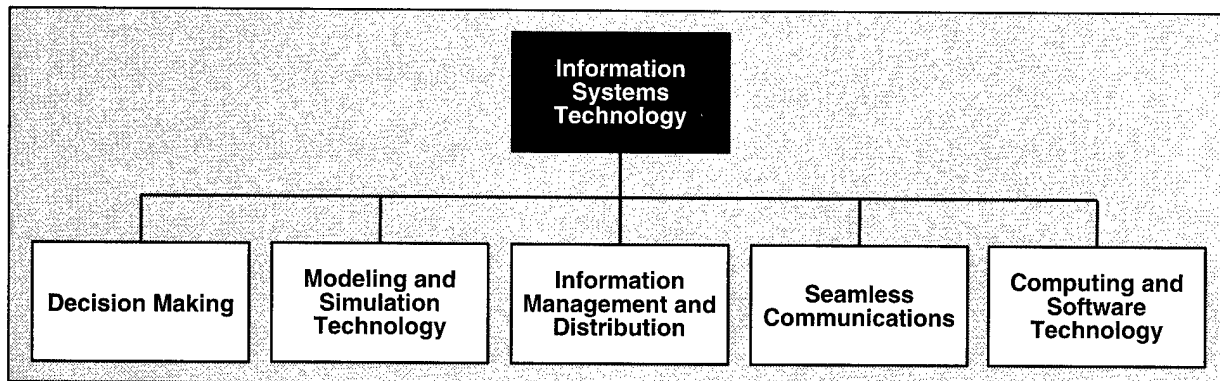 Information
Systems
Technology
Decision Making
Modeling and
Simulation
Technology
Information
Management and
Distribution
Seamless
Communications
Computing and
Software
Technology